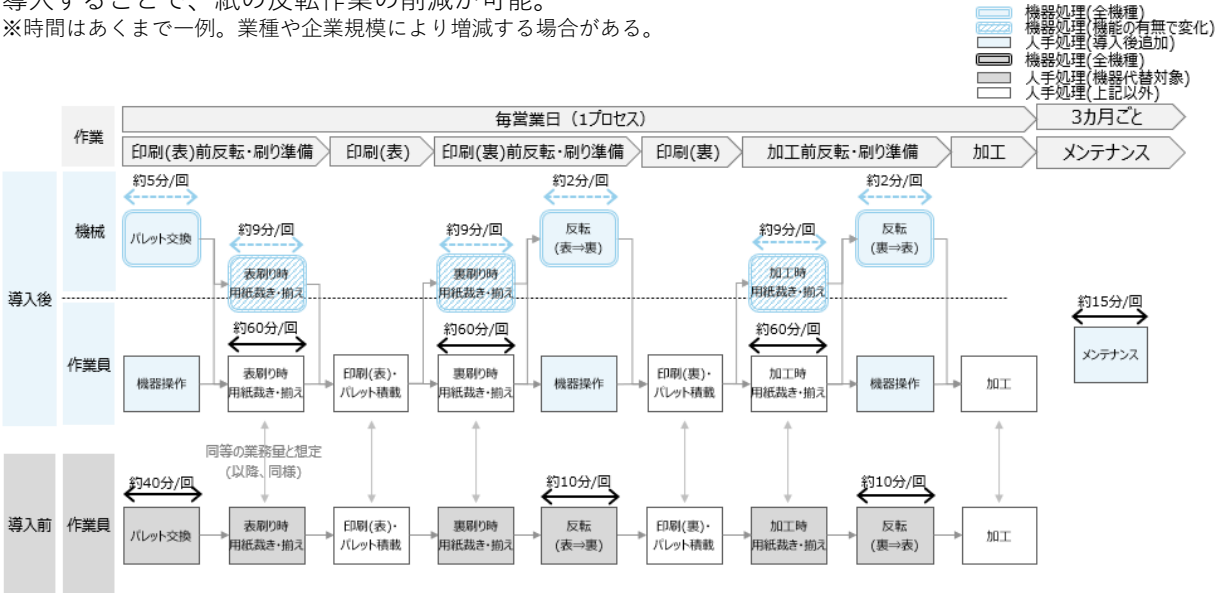 導入することで、紙の反転作業の削減が可能。
※時間はあくまで一例。業種や企業規模により増減する場合がある。
機器処理(全機種)
機器処理(機能の有無で変化)
人手処理(導入後追加)
機器処理(全機種)
人手処理(機器代替対象)
人手処理(上記以外)
作業
毎営業日（1プロセス）
3カ月ごと
印刷(表)前反転・刷り準備
印刷(表)
印刷(裏)前反転・刷り準備
印刷(裏)
加工前反転・刷り準備
加工
メンテナンス
導入後
機械
約5分/回
パレット交換
約9分/回
表刷り時
用紙裁き・揃え
約9分/回
裏刷り時
用紙裁き・揃え
約2分/回
反転
(表⇒裏)
約9分/回
加工時
用紙裁き・揃え
約2分/回
反転
(裏⇒表)
作業員
機器操作
約60分/回
表刷り時
用紙裁き・揃え
印刷(表)・
パレット積載
約60分/回
裏刷り時
用紙裁き・揃え
機器操作
印刷(裏)・
パレット積載
約60分/回
加工時
用紙裁き・揃え
機器操作
加工
約15分/回
メンテナンス
同等の業務量と想定
(以降、同様)
導入前
作業員
約40分/回
パレット交換
表刷り時
用紙裁き・揃え
印刷(表)・
パレット積載
裏刷り時
用紙裁き・揃え
約10分/回
反転
(表⇒裏)
印刷(裏)・
パレット積載
加工時
用紙裁き・揃え
約10分/回
反転
(裏⇒表)
加工